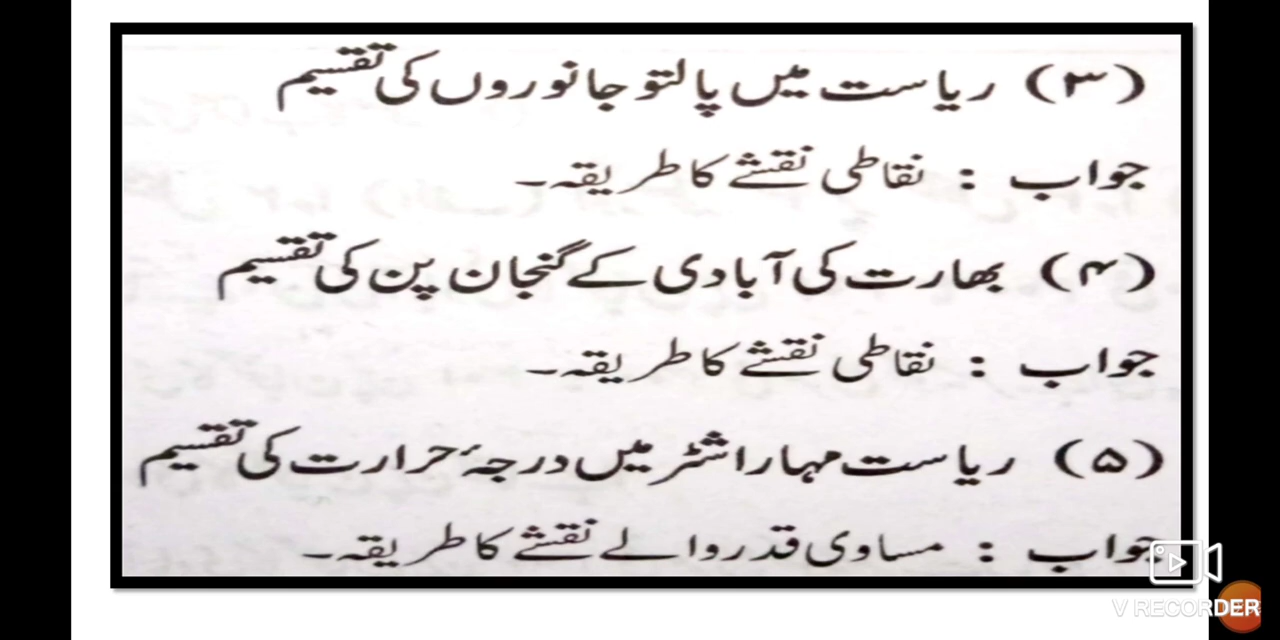 (۳) ریاست میں پالتو جانوروں کی تقسیم
جواب : نقاطی نقشے کا طریقہ۔
(۴) بھارت کی آبادی کے گنجان پن کی تقسیم
جواب : نقاطی نقشے کا طریقہ۔
(۵) ریاست مہاراشٹر میں درجۂ حرارت کی تقسیم
جواب : مساوی قدر والے نقشے کا طریقہ۔
V RECORDER